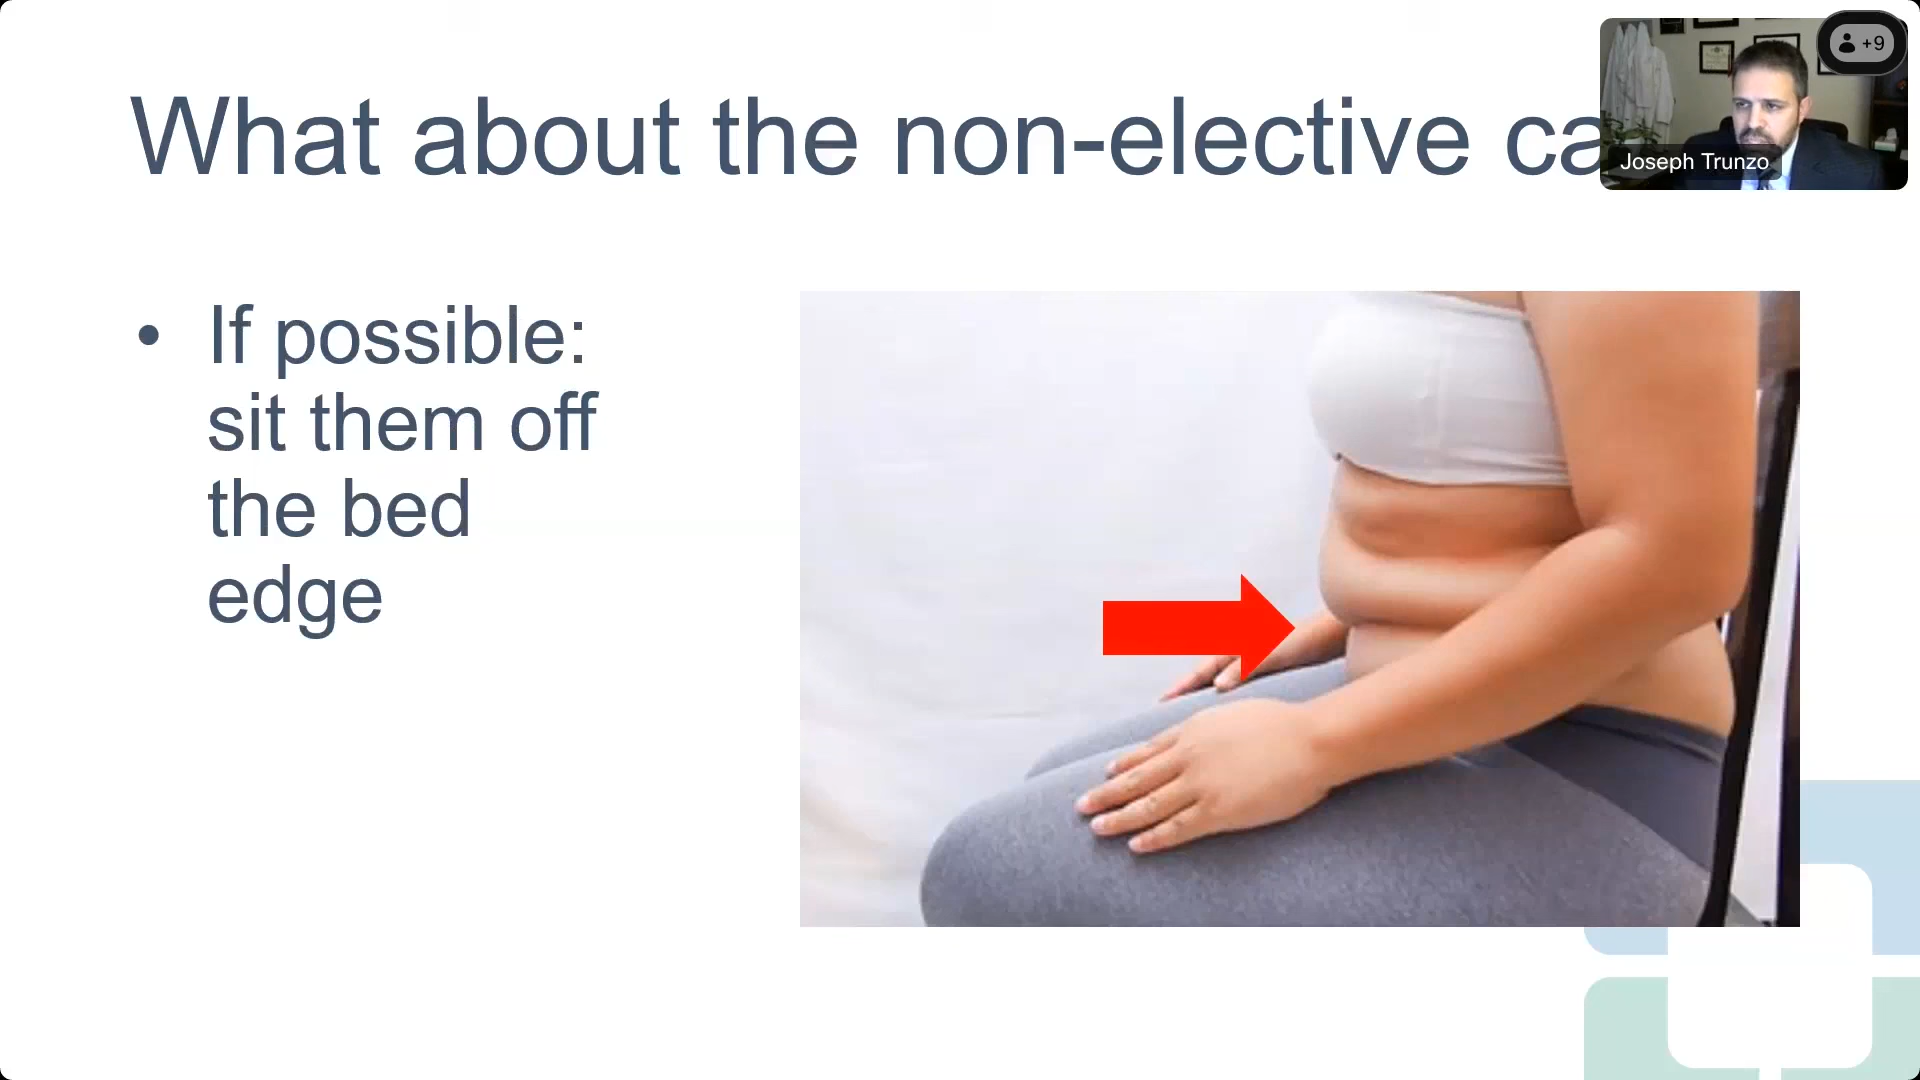 What about the non-elective ca
+9
Joseph Trunzo
• If possible:
sit them off
the bed
edge